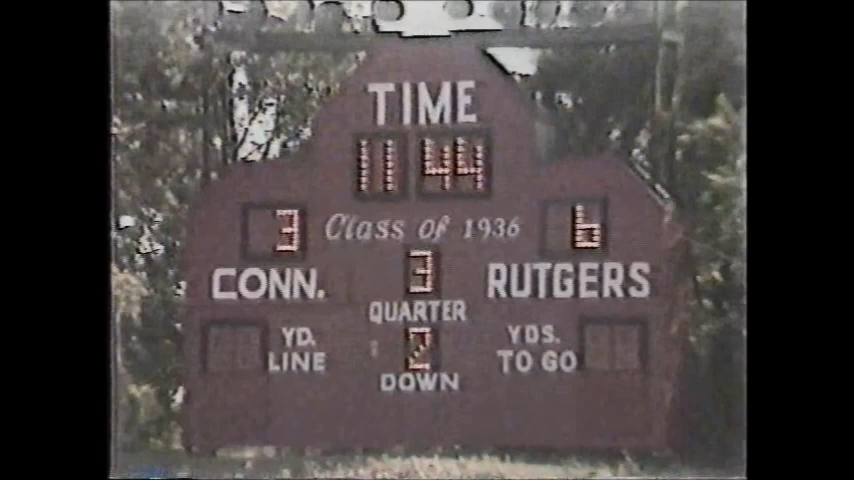 TIME
11 44
3 Class of 1936 6
CONN. 3 RUTGERS
QUARTER
YD. LINE 2 YDS. TO GO
DOWN